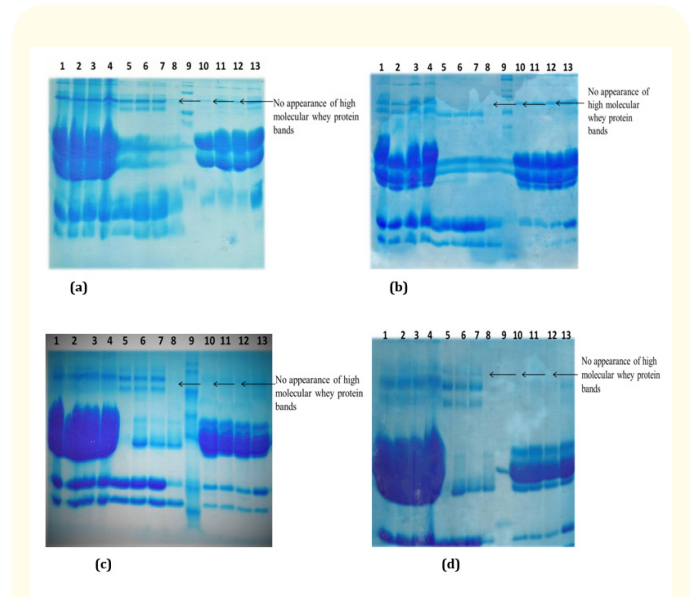 1 2 3 4 5 6 7 8 9 10 11 12 13
No appearance of high
molecular whey protein
bands
(a)
1 2 3 4 5 6 7 8 9 10 11 12 13
No appearance of
high molecular
whey protein
bands
(b)
1 2 3 4 5 6 7 8 9 10 11 12 13
No appearance of high
molecular whey protein
bands
(c)
1 2 3 4 5 6 7 8 9 10 11 12 13
No appearance of high
molecular whey protein
bands
(d)